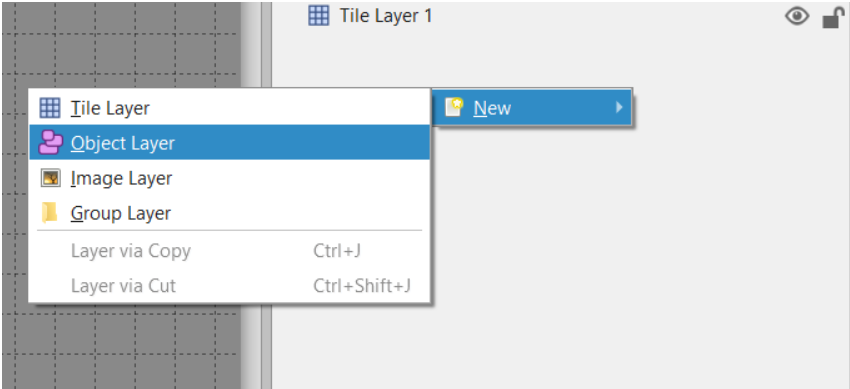 Tile Layer 1
Tile Layer
New
Object Layer
Image Layer
Group Layer
Layer via Copy Ctrl+J
Layer via Cut Ctrl+Shift+J